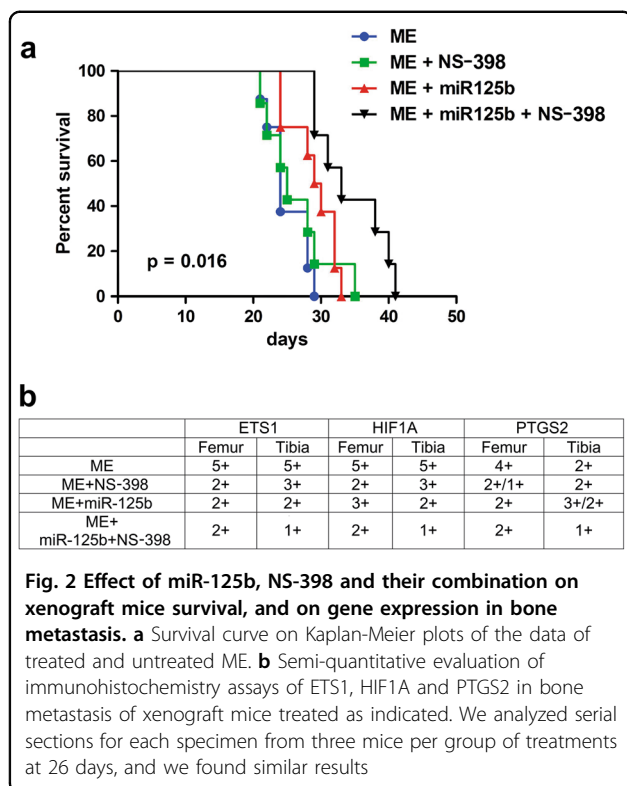 a
ME
ME + NS-398
ME + miR125b
ME + miR125b + NS-398
Percent survival
100
80
60
40
20
0
p = 0.016
0 10 20 30 40 50
days
b
ETS1 HIF1A PTGS2
Femur Tibia Femur Tibia Femur Tibia
ME 5+ 5+ 5+ 5+ 4+ 2+
ME+NS-398 2+ 3+ 2+ 3+ 2+/1+ 2+
ME+miR-125b 2+ 2+ 3+ 2+ 2+ 3+/2+
ME+
miR-125b+NS-398 2+ 1+ 2+ 1+ 2+ 1+
Fig. 2 Effect of miR-125b, NS-398 and their combination on
xenograft mice survival, and on gene expression in bone
metastasis. a Survival curve on Kaplan-Meier plots of the data of
treated and untreated ME. b Semi-quantitative evaluation of
immunohistochemistry assays of ETS1, HIF1A and PTGS2 in bone
metastasis of xenograft mice treated as indicated. We analyzed serial
sections for each specimen from three mice per group of treatments
at 26 days, and we found similar results